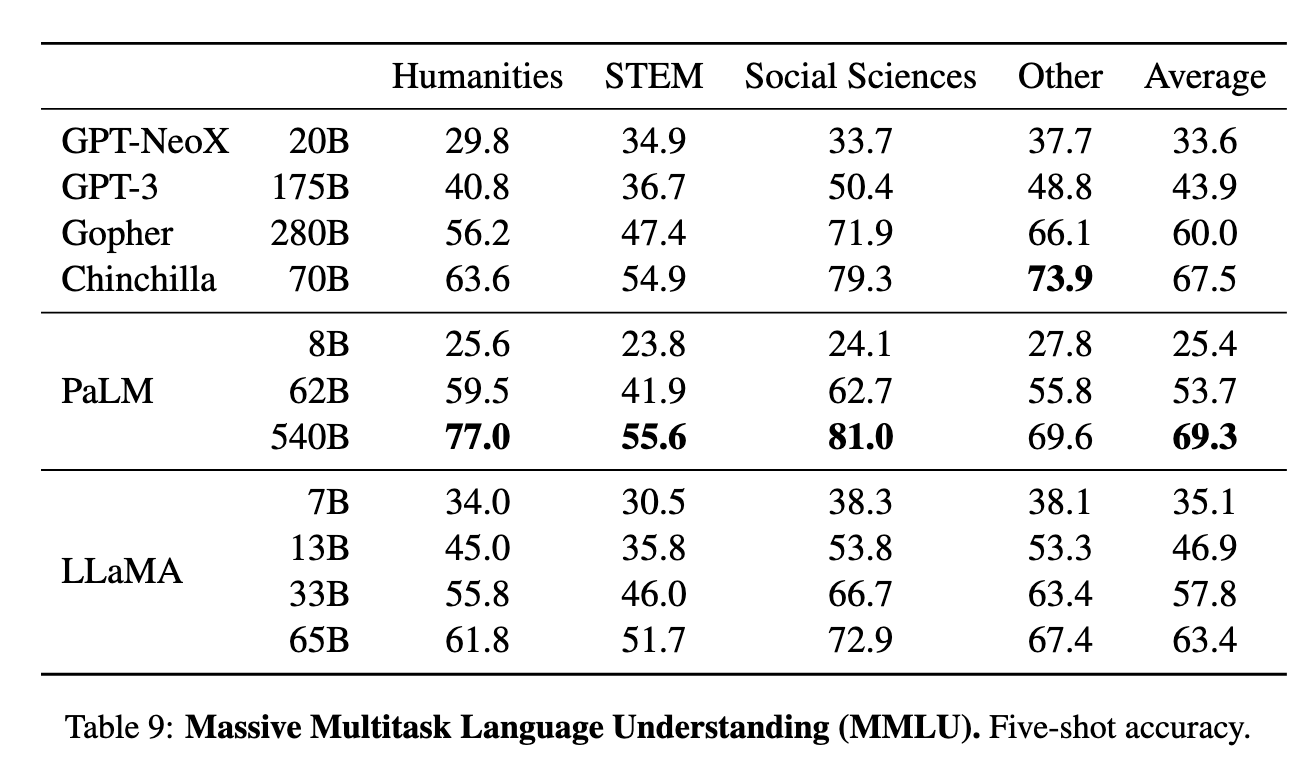 Humanities STEM Social Sciences Other Average
GPT-NeoX 20B 29.8 34.9 33.7 37.7 33.6
GPT-3 175B 40.8 36.7 50.4 48.8 43.9
Gopher 280B 56.2 47.4 71.9 66.1 60.0
Chinchilla 70B 63.6 54.9 79.3 73.9 67.5
8B 25.6 23.8 24.1 27.8 25.4
PaLM 62B 59.5 41.9 62.7 55.8 53.7
540B 77.0 55.6 81.0 69.6 69.3
7B 34.0 30.5 38.3 38.1 35.1
13B 45.0 35.8 53.8 53.3 46.9
LLaMA
33B 55.8 46.0 66.7 63.4 57.8
65B 61.8 51.7 72.9 67.4 63.4
Table 9: Massive Multitask Language Understanding (MMLU). Five-shot accuracy.